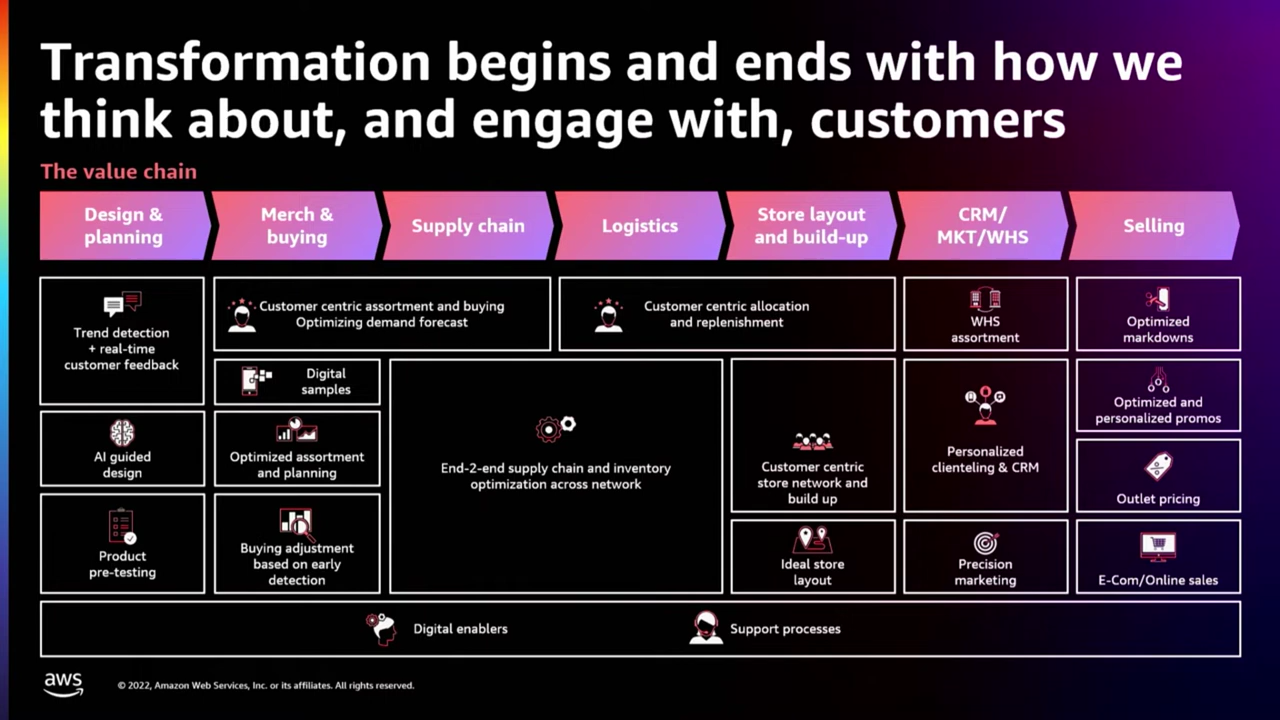 Transformation begins and ends with how we
think about, and engage with, customers
The value chain
Design &
planning
Merch &
buying
Supply chain
Logistics
Store layout
and build-up
CRM/
MKT/WHS
Selling
Trend detection
+ real-time
customer feedback
Customer centric assortment and buying
Optimizing demand forecast
Customer centric allocation
and replenishment
WHS
assortment
Optimized
markdowns
Digital
samples
Optimized and
personalized promos
AI guided
design
Optimized assortment
and planning
End-2-end supply chain and inventory
optimization across network
Customer centric
store network and
build up
Personalized
clienteling & CRM
Outlet pricing
Product
pre-testing
Buying adjustment
based on early
detection
Ideal store
layout
Precision
marketing
E-Com/Online sales
Digital enablers
Support processes
aws
© 2022, Amazon Web Services, Inc. or its affiliates. All rights reserved.